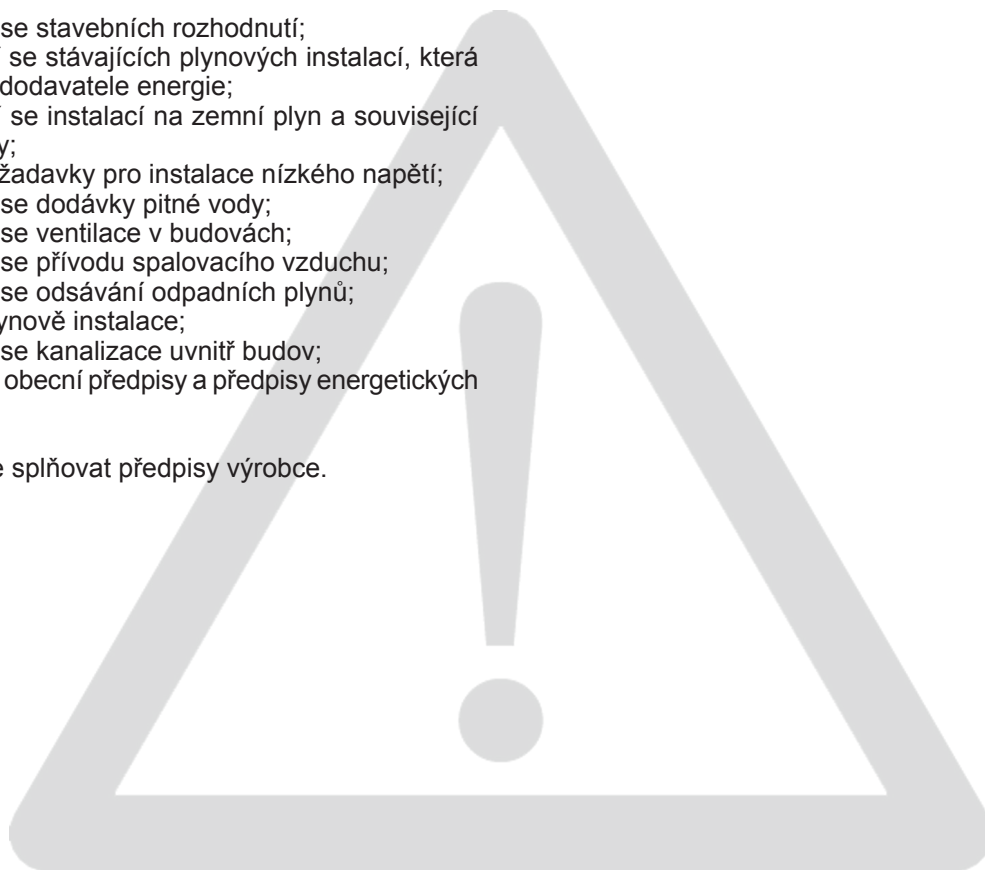 se stavebních rozhodnutí;
í se stávajících plynových instalací, která
dodavatele energie;
í se instalací na zemní plyn a související
y;
žadavky pro instalace nízkého napětí;
se dodávky pitné vody;
se ventilace v budovách;
se přívodu spalovacího vzduchu;
se odsávání odpadních plynů;
ynově instalace;
se kanalizace uvnitř budov;
obecní předpisy a předpisy energetických
e splňovat předpisy výrobce.